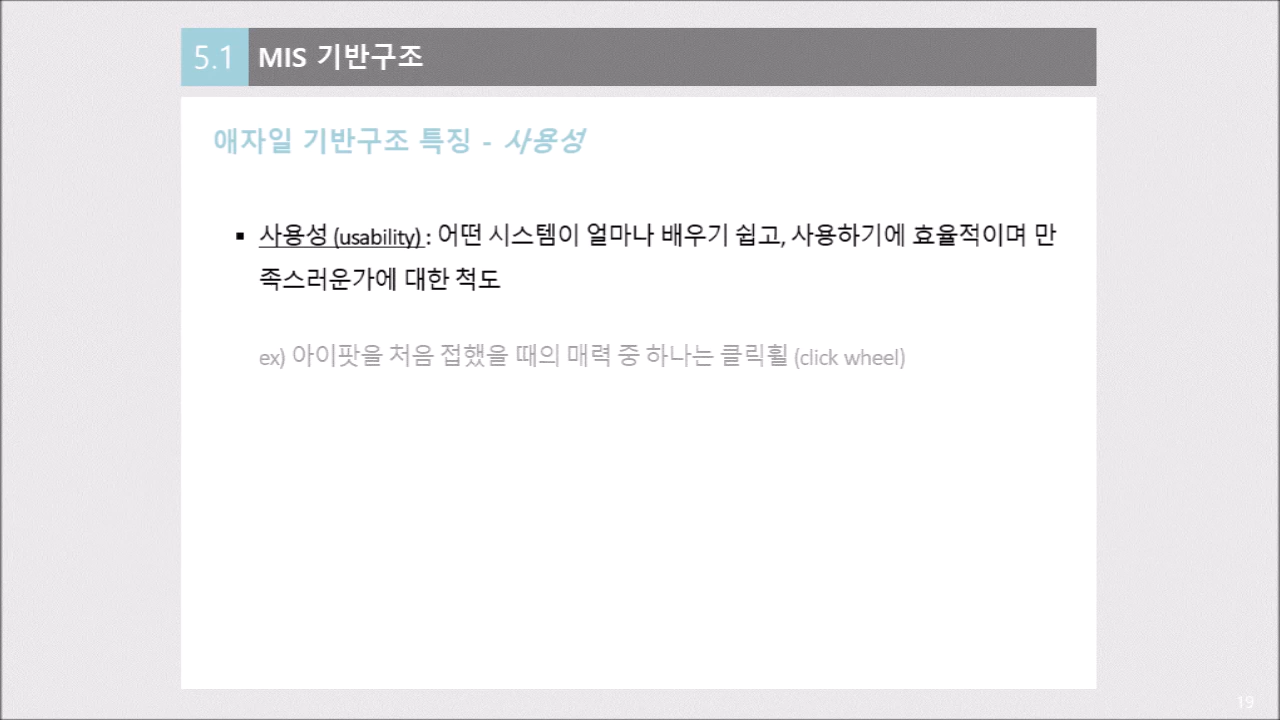 5.1 MIS 기반구조
애자일 기반구조 특징 - 사용성
▪ 사용성 (usability) : 어떤 시스템이 얼마나 배우기 쉽고, 사용하기에 효율적이며 만
족스러운가에 대한 척도
ex) 아이팟을 처음 접했을 때의 매력 중 하나는 클릭휠 (click wheel)
19